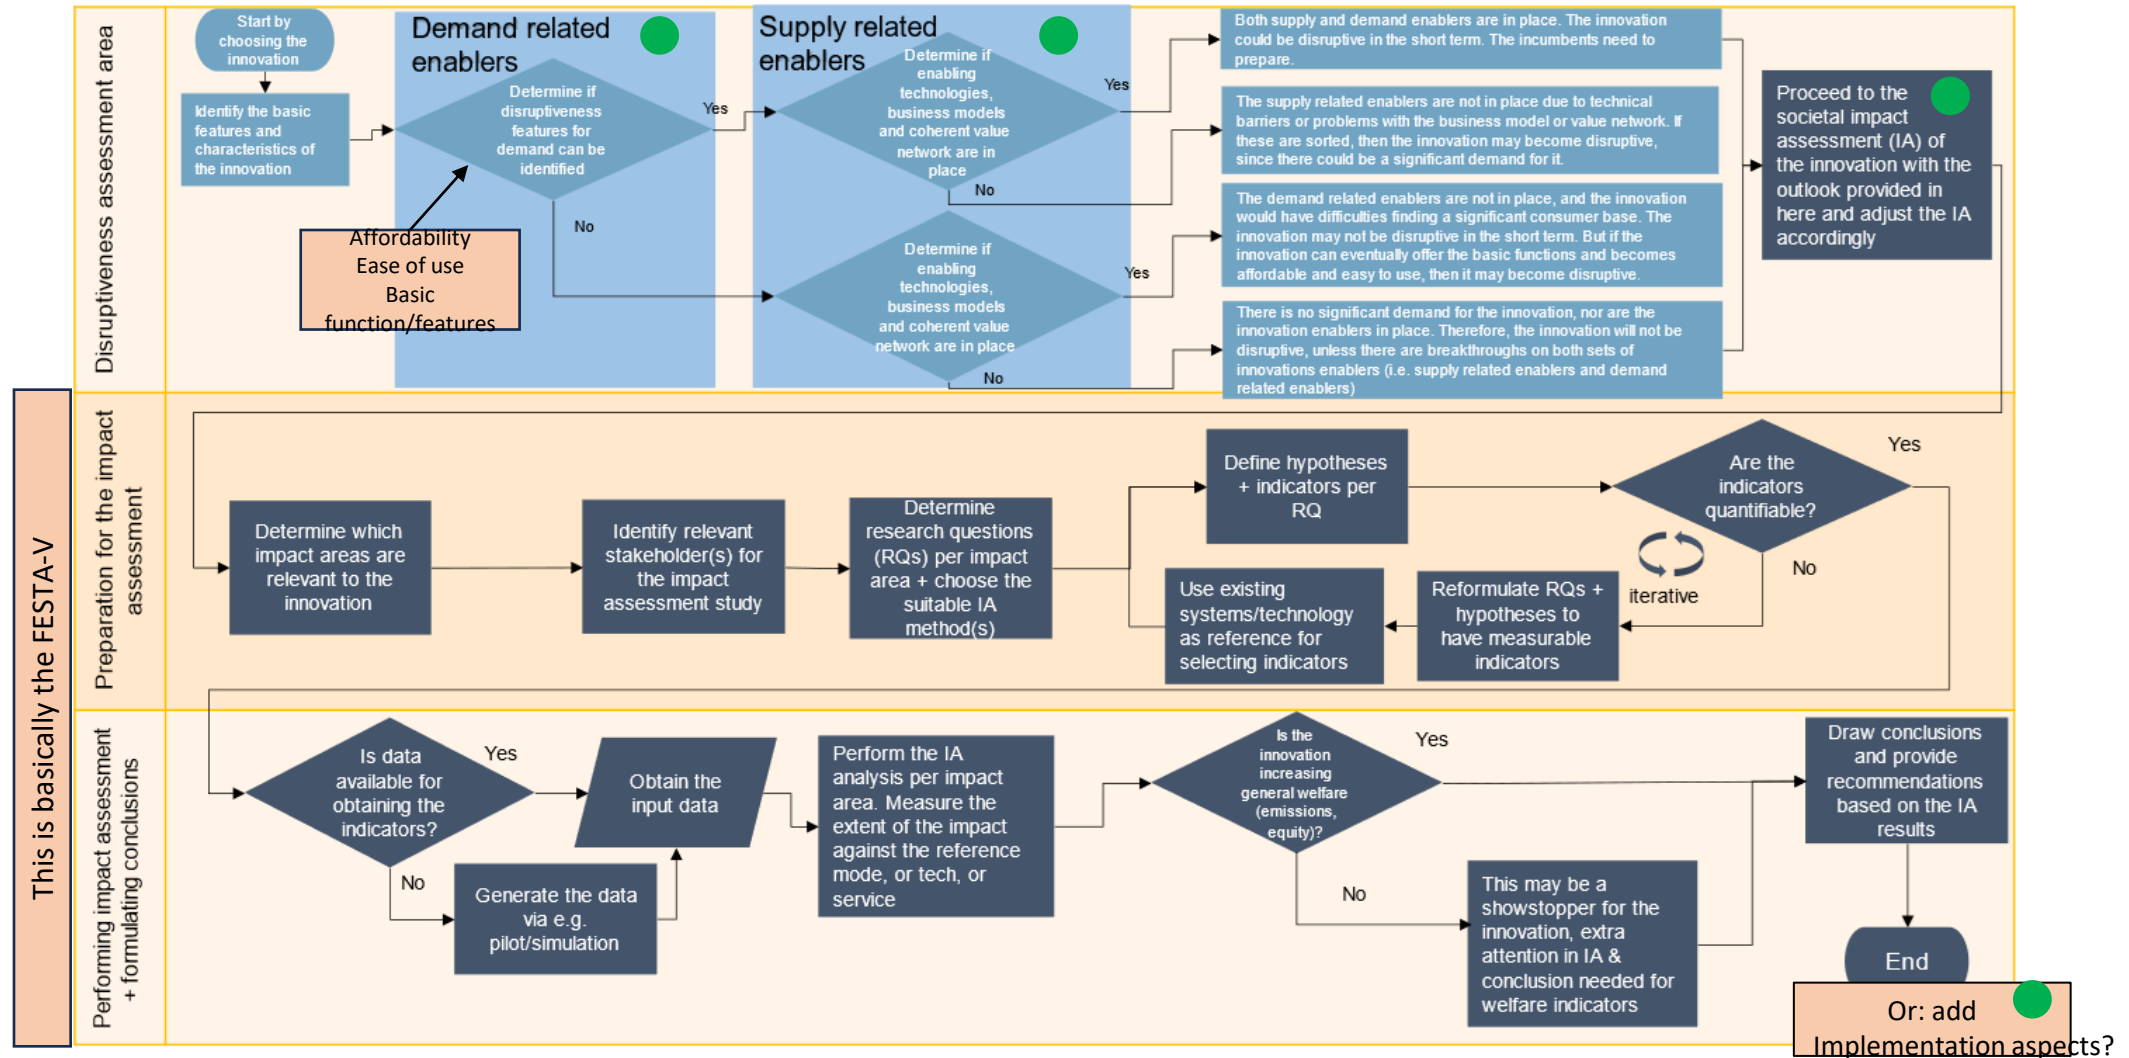 Disruptiveness assessment area
Start by
choosing the
innovation
Identify the basic
features and
characteristics of
the innovation
Demand related
enablers
Determine if
disruptiveness
features for
demand can be
identified
Yes
No
Affordability
Ease of use
Basic
function/features
Supply related
enablers
Determine if
enabling
technologies,
business models
and coherent value
network are in
place
Yes
No
Determine if
enabling
technologies,
business models
and coherent value
network are in place
Yes
No
Both supply and demand enablers are in place. The innovation
could be disruptive in the short term. The incumbents need to
prepare.
The supply related enablers are not in place due to technical
barriers or problems with the business model or value network. If
these are sorted, then the innovation may become disruptive,
since there could be a significant demand for it.
The demand related enablers are not in place, and the innovation
would have difficulties finding a significant consumer base. The
innovation may not be disruptive in the short term. But if the
innovation can eventually offer the basic functions and becomes
affordable and easy to use, then it may become disruptive.
There is no significant demand for the innovation, nor are the
innovation enablers in place. Therefore, the innovation will not be
disruptive, unless there are breakthroughs on both sets of
innovations enablers (i.e. supply related enablers and demand
related enablers)
Proceed to the
societal impact
assessment (IA) of
the innovation with the
outlook provided in
here and adjust the IA
accordingly
This is basically the FESTA-V
Preparation for the impact
assessment
Determine which
impact areas are
relevant to the
innovation
Identify relevant
stakeholder(s) for
the impact
assessment study
Determine
research questions
(RQs) per impact
area + choose the
suitable IA
method(s)
Define hypotheses
+ indicators per
RQ
Are the
indicators
quantifiable?
Yes
No
iterative
Reformulate RQs +
hypotheses to
have measurable
indicators
Use existing
systems/technology
as reference for
selecting indicators
Performing impact assessment
+ formulating conclusions
Is data
available for
obtaining the
indicators?
Yes
No
Generate the data
via e.g.
pilot/simulation
Obtain the
input data
Perform the IA
analysis per impact
area. Measure the
extent of the impact
against the reference
mode, or tech, or
service
Is the
innovation
increasing
general welfare
(emissions,
equity)?
Yes
No
This may be a
showstopper for the
innovation, extra
attention in IA &
conclusion needed for
welfare indicators
Draw conclusions
and provide
recommendations
based on the IA
results
End
Or: add
Implementation aspects?